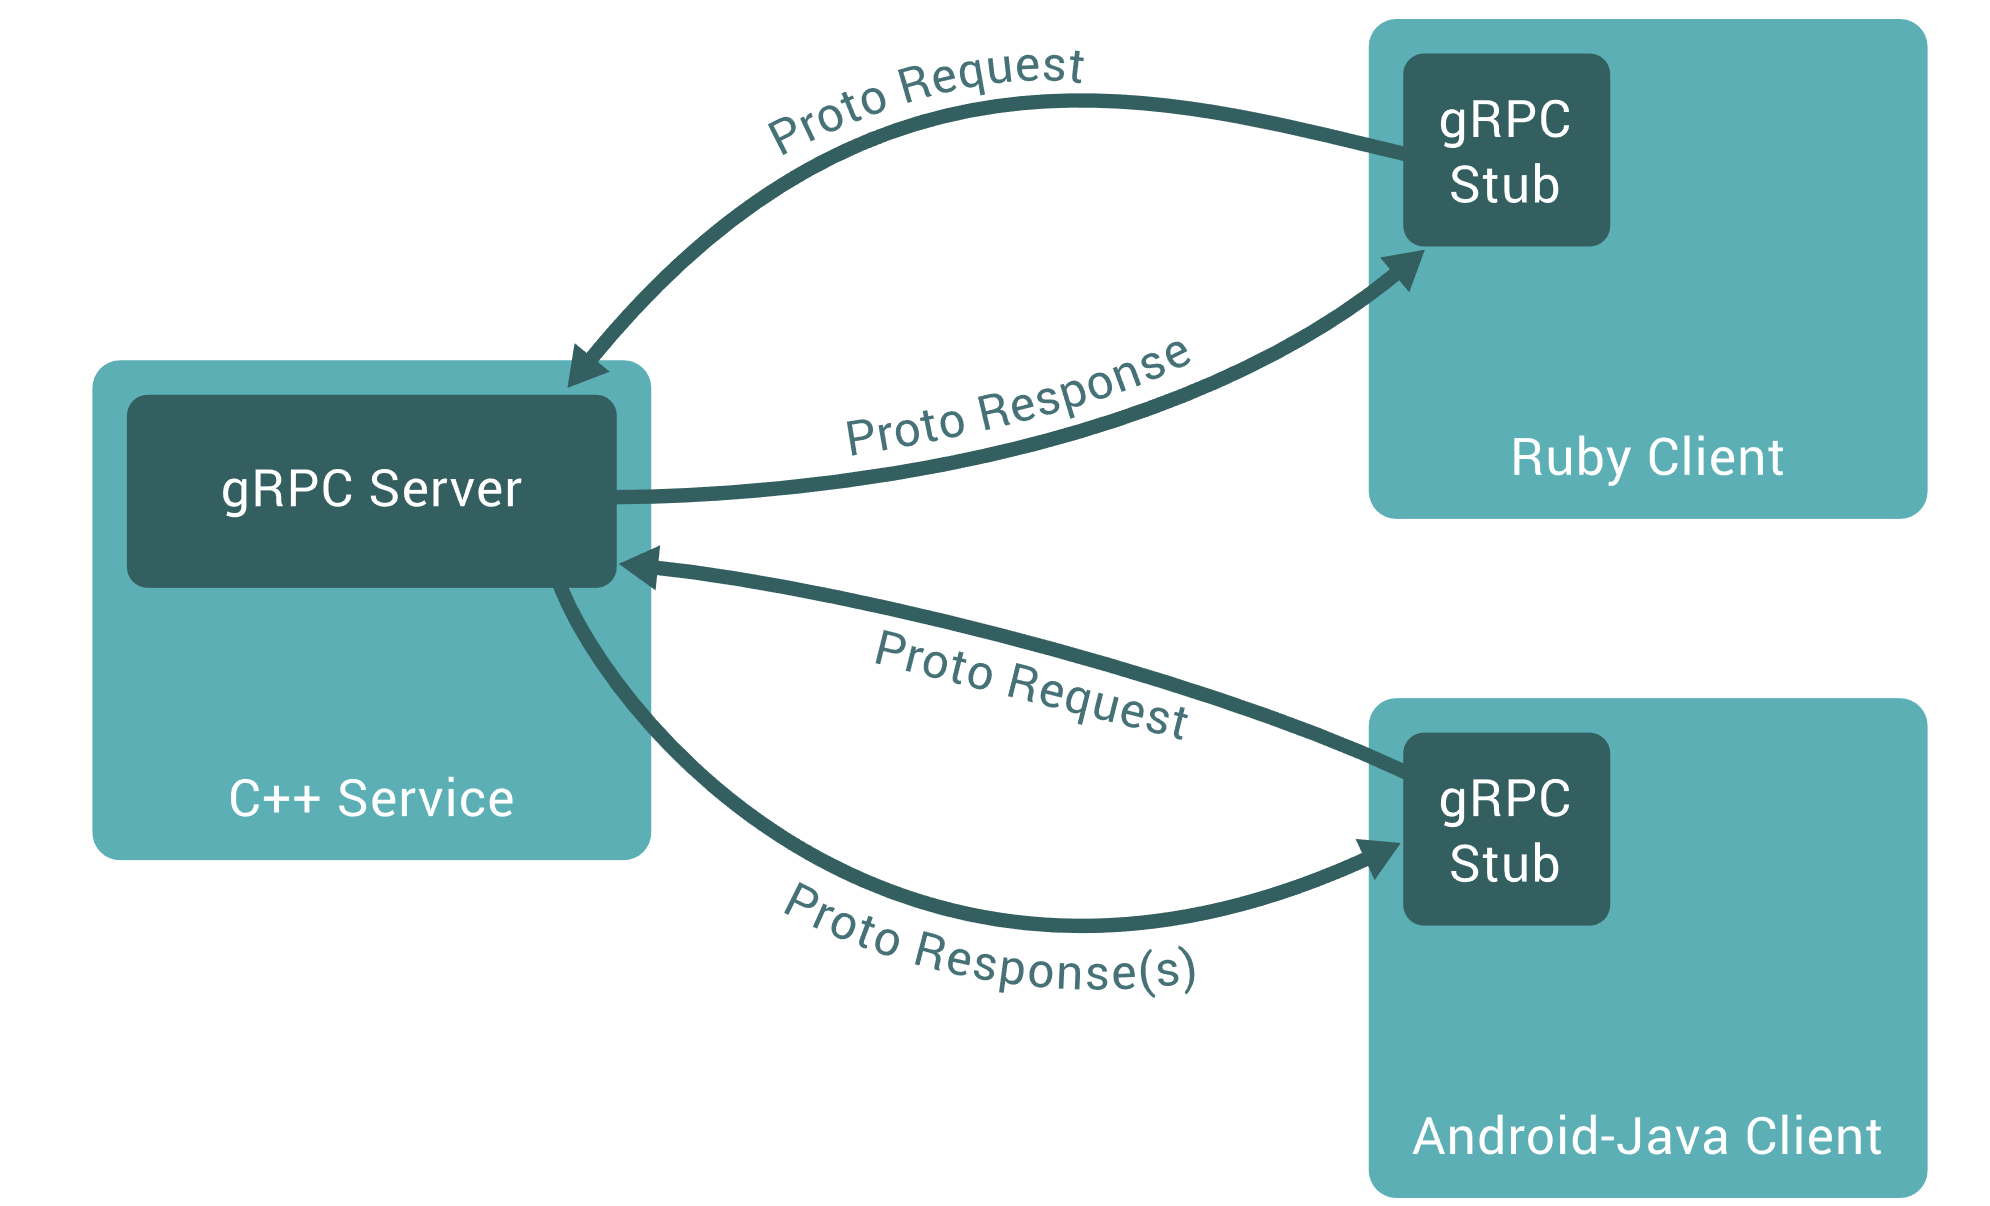 Proto Request
gRPC
Stub
Proto Response
Ruby Client
gRPC Server
C++ Service
Proto Request
gRPC
Stub
Proto Response(s)
Android-Java Client